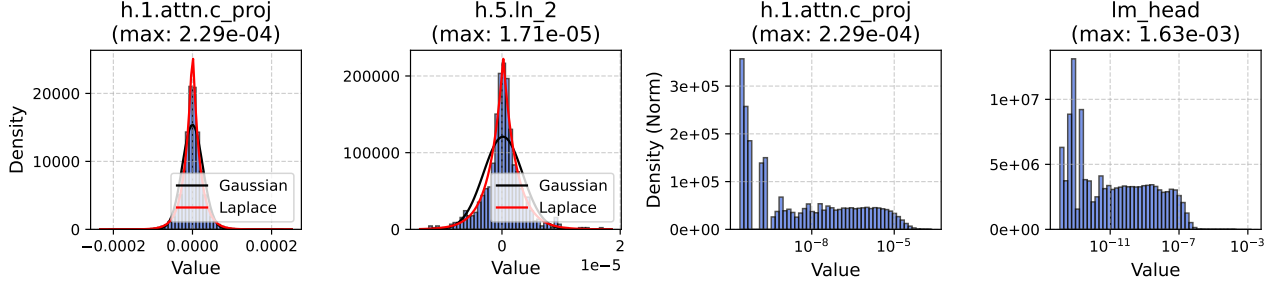 h.1.attn.c_proj
(max: 2.29e-04)
Density
20000
10000
0
−0.0002
0.0000
0.0002
Value
Gaussian
Laplace
h.5.ln_2
(max: 1.71e-05)
200000
100000
0
0
2
1e−5
Value
Gaussian
Laplace
h.1.attn.c_proj
(max: 2.29e-04)
Density (Norm)
3e+05
2e+05
1e+05
0e+00
10⁻⁸
10⁻⁵
Value
lm_head
(max: 1.63e-03)
1e+07
5e+06
0e+00
10⁻¹¹
10⁻⁷
10⁻³
Value